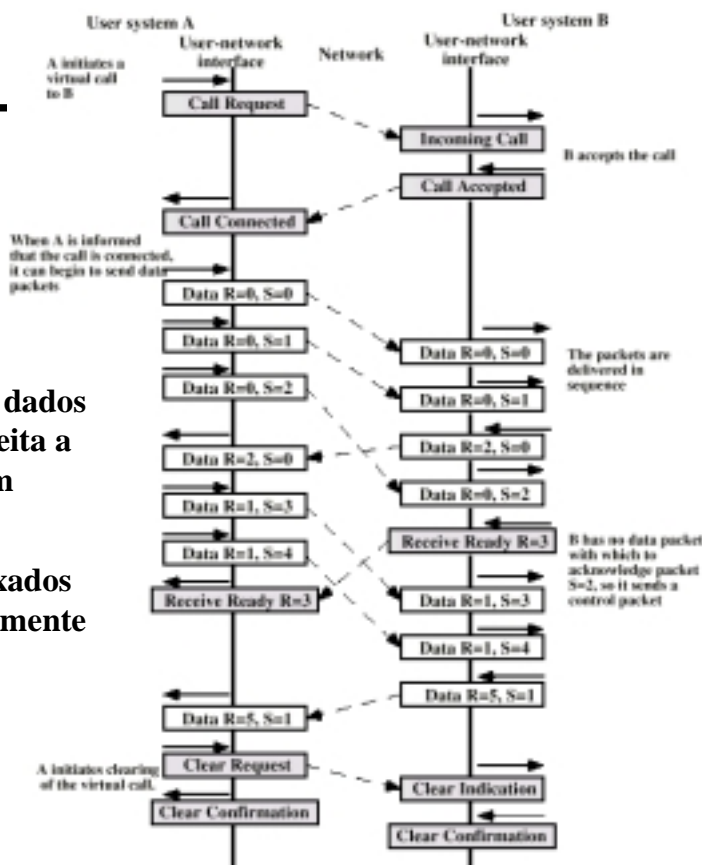 User system A
User system B
User-network
interface
Network
User-network
interface
A initiates a
virtual call
to B
Call Request
Incoming Call
B accepts the call
Call Accepted
Call Connected
When A is informed
that the call is connected,
it can begin to send data
packets
Data R=0, S=0
Data R=0, S=1
Data R=0, S=0
The packets are
delivered in
sequence
Data R=0, S=2
Data R=0, S=1
dados
eita a
Data R=2, S=0
Data R=2, S=0
Data R=0, S=2
Data R=1, S=3
Receive Ready R=3
B has no data packet
with which to
acknowledge packet
S=2, so it sends a
control packet
Data R=1, S=4
xados
mente
Receive Ready R=3
Data R=1, S=3
Data R=1, S=4
Data R=5, S=1
Data R=5, S=1
A initiates clearing
of the virtual call.
Clear Request
Clear Indication
Clear Confirmation
Clear Confirmation